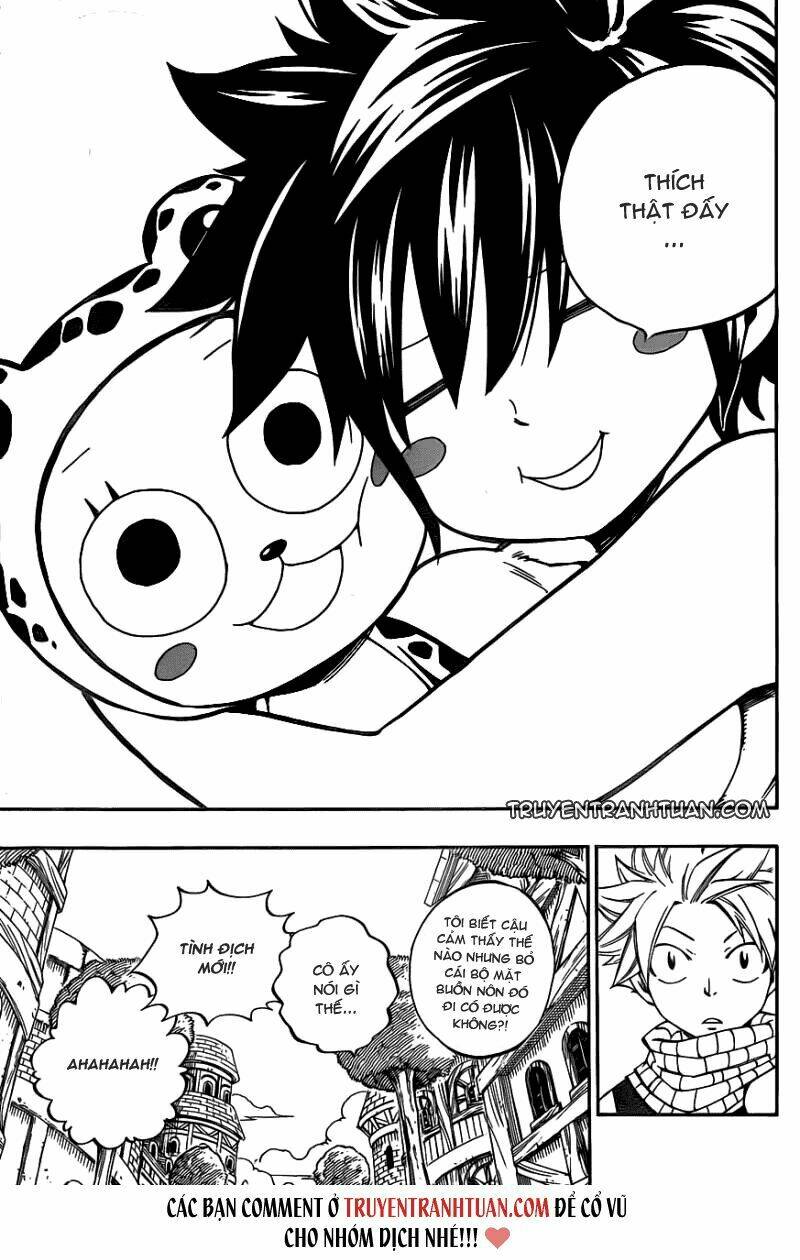 THÍCH
THẬT ĐẤY
...
TRUYENTRANHTUAN.COM
TÔI BIẾT CẬU
CẢM THẤY THẾ
NÀO NHƯNG BỎ
CÁI BỘ MẶT
BUỒN NÔN ĐÓ
ĐI CÓ ĐƯỢC
KHÔNG?!
CÔ ẤY
NÓI GÌ
THẾ...
TÌNH ĐỊCH
MỚI!!
AHAHAHAH!!
CÁC BẠN COMMENT Ở TRUYENTRANHTUAN.COM ĐỂ CỔ VŨ
CHO NHÓM DỊCH NHÉ!!! ❤